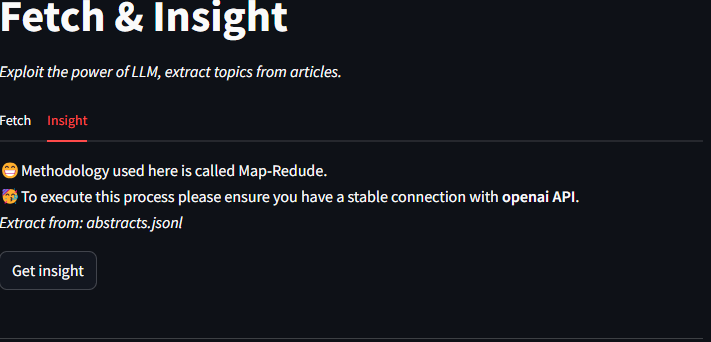 Fetch & Insight
Exploit the power of LLM, extract topics from articles.
Fetch Insight
😁 Methodology used here is called Map-Redude.
🥳 To execute this process please ensure you have a stable connection with openai API.
Extract from: abstracts.jsonl
Get insight